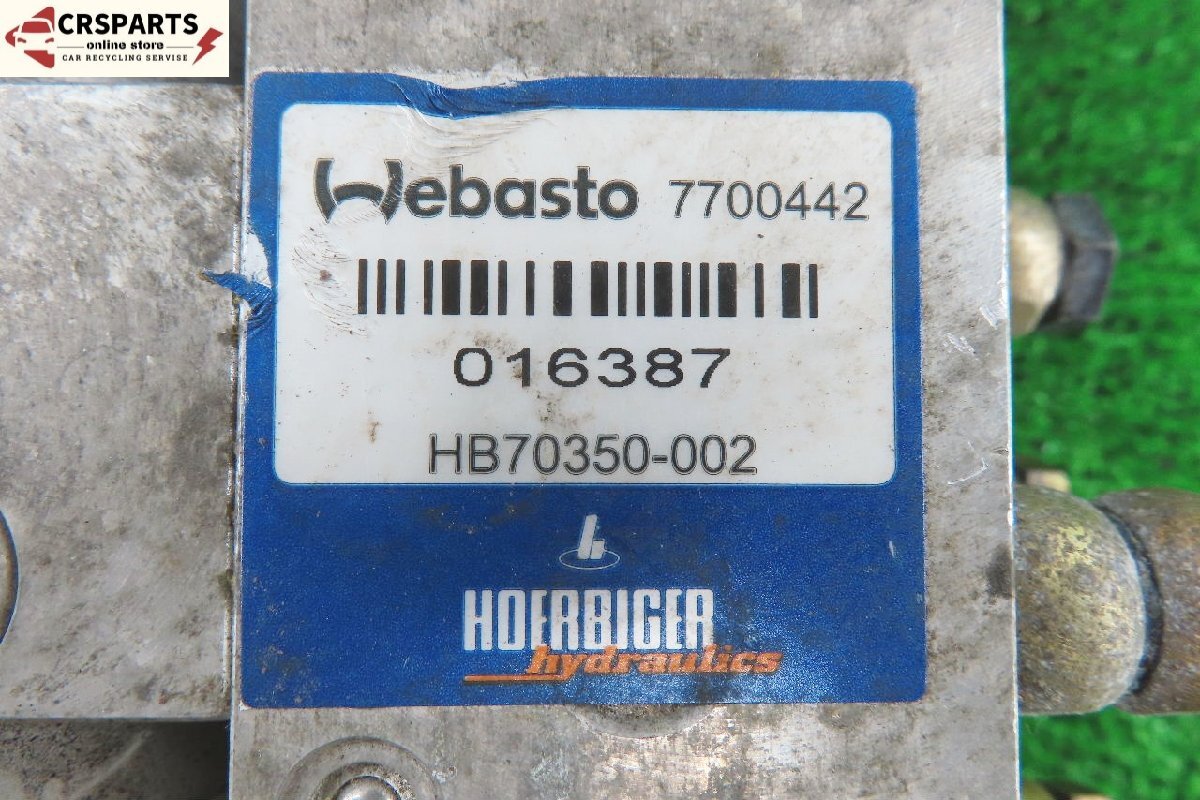 CRSPARTS
online store
CAR RECYCLING SERVISE
Webasto 7700442
016387
HB70350-002
HOERBIGER
hydraulics